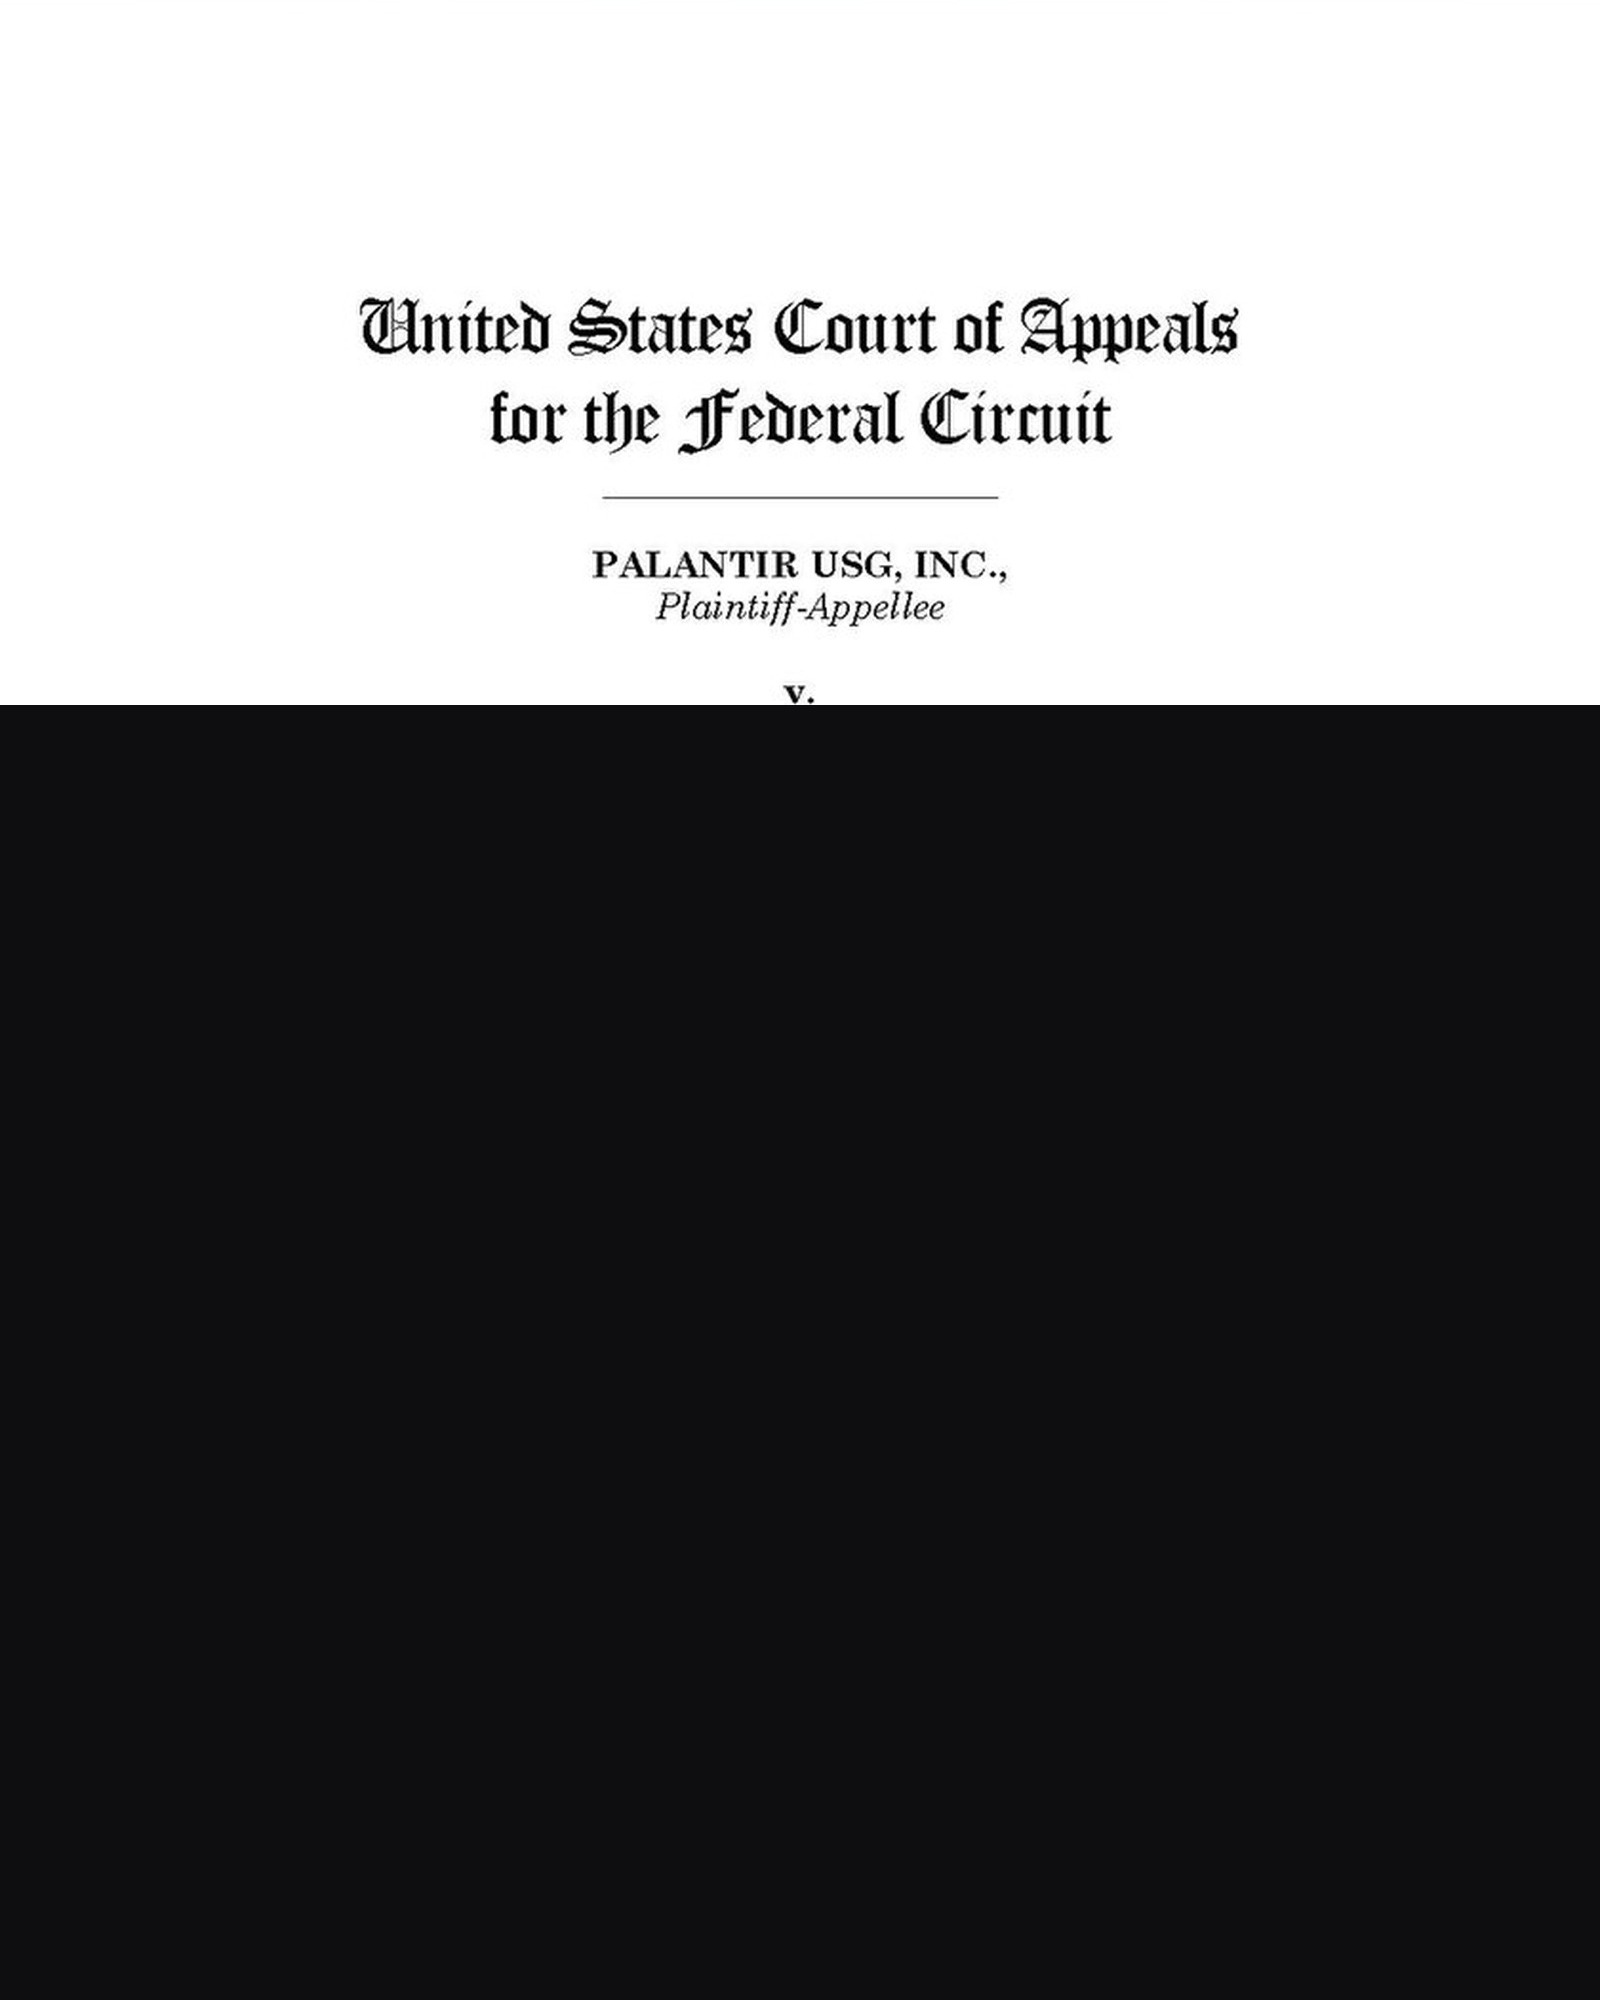 United States Court of Appeals
for the Federal Circuit
PALANTIR USG, INC.,
Plaintiff-Appellee
v.